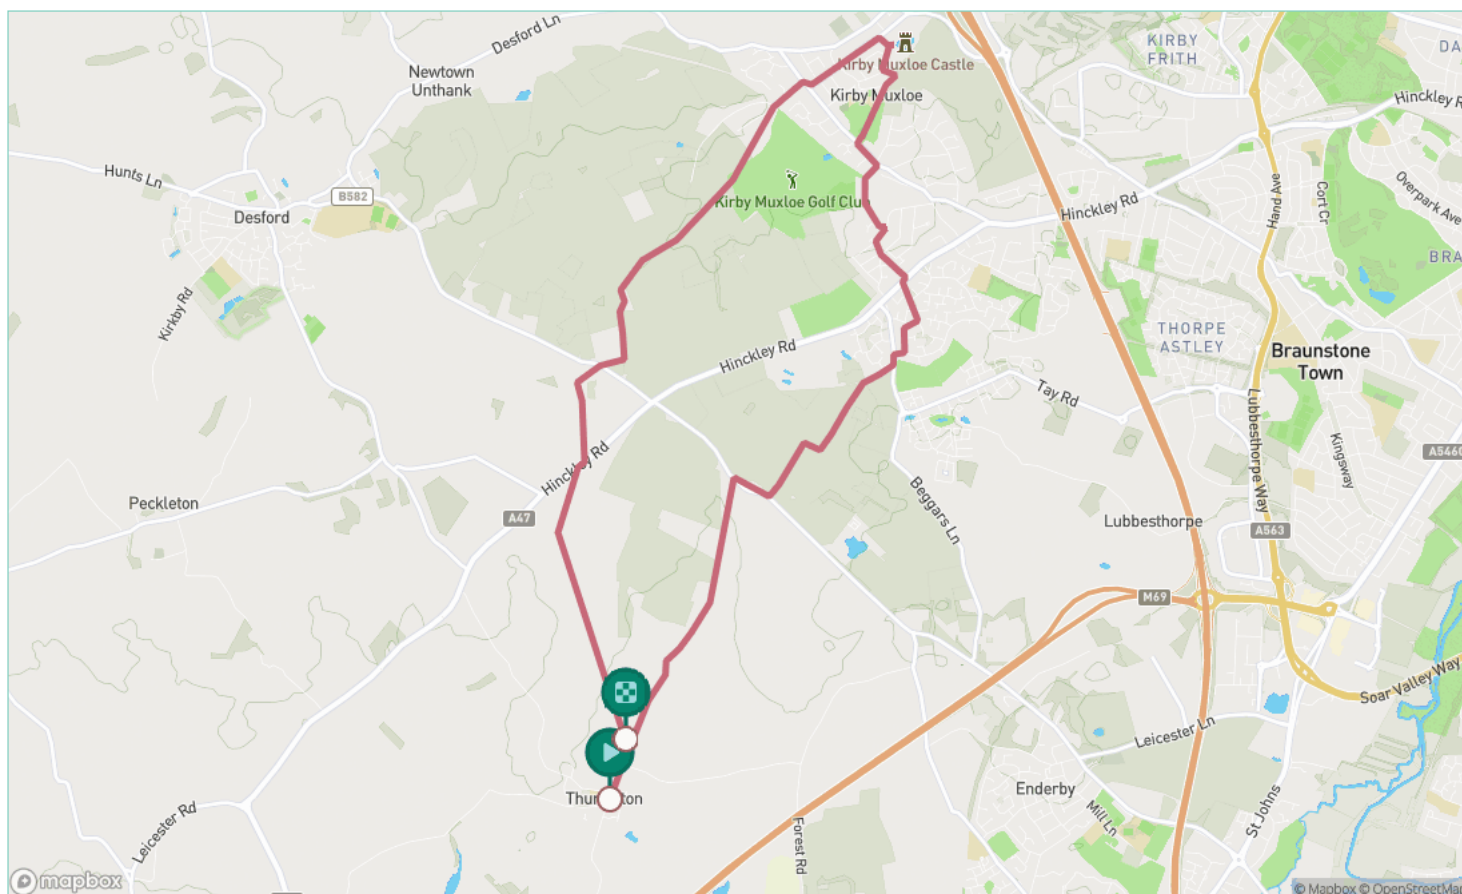 Desford Ln
Newtown
Unthank
Kirby Muxloe Castle
KIRBY
FRITH
Kirby Muxloe
Hinckley R
Hunts Ln
B582
Desford
Kirby Muxloe Golf Clu
Hinckley Rd
Hand Ave
Cort Cr
Overpark Ave
BRA
DA
Kirkby Rd
THORPE
ASTLEY
Braunstone
Town
Hinckley Rd
Tay Rd
Lubbesthorpe Way
Kingsway
A5460
Hinckley Rd
Peckleton
A47
Beggars Ln
Lubbesthorpe
A563
M69
Soar Valley Way
Leicester Ln
Enderby
Mill Ln
St Johns
Forest Rd
Leicester Rd
mapbox
© Mapbox © OpenStreetMap